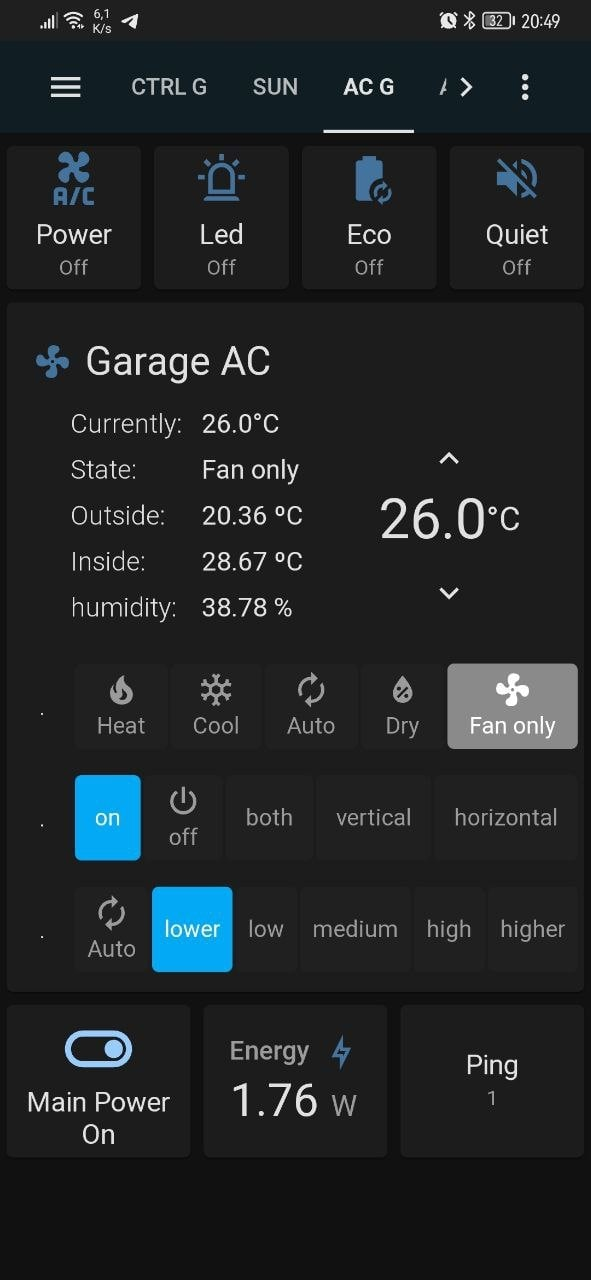 6,1
K/s
32
20:49
CTRL G SUN AC G
A/C
Power
Off
Led
Off
Eco
Off
Quiet
Off
Garage AC
Currently: 26.0°C
State: Fan only
Outside: 20.36 ºC
Inside: 28.67 ºC
humidity: 38.78 %
26.0°C
. Heat Cool Auto Dry Fan only
. on off both vertical horizontal
. Auto lower low medium high higher
Main Power
On
Energy
1.76 W
Ping
1